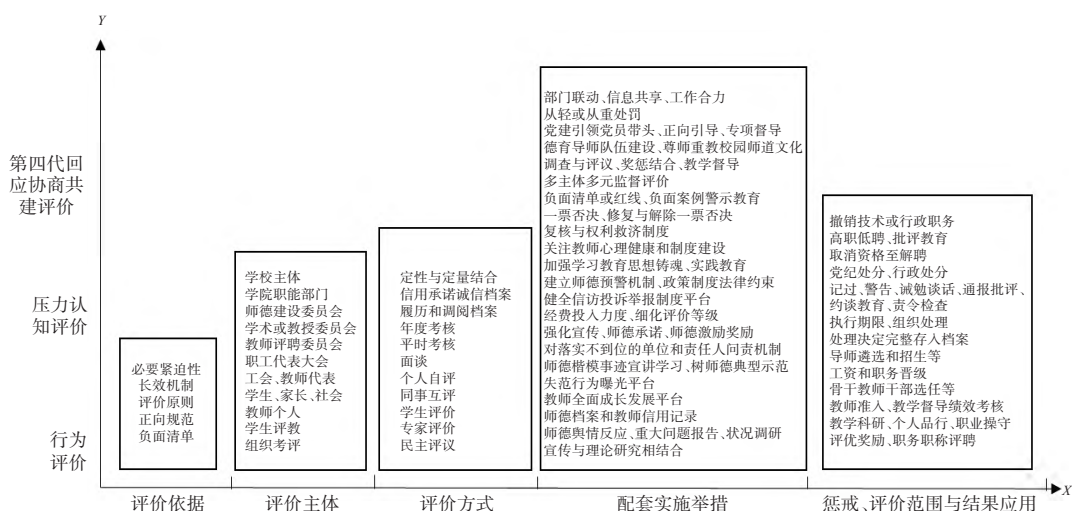 Y
第四代回
应协商共
建评价
压力认
知评价
行为
评价
必要紧迫性
长效机制
评价原则
正向规范
负面清单
学校主体
学院职能部门
师德建设委员会
学术或教授委员会
教师评聘委员会
职工代表大会
工会、教师代表
学生、家长、社会
教师个人
学生评教
组织考评
定性与定量结合
信用承诺诚信档案
履历和调阅档案
年度考核
平时考核
面谈
个人自评
同事互评
学生评价
专家评价
民主评议
部门联动、信息共享、工作合力
从轻或从重处罚
党建引领党员带头、正向引导、专项督导
德育导师队伍建设、尊师重教校园师道文化
调查与评议、奖惩结合、教学督导
多主体多元监督评价
负面清单或红线、负面案例警示教育
一票否决、修复与解除一票否决
复核与权利救济制度
关注教师心理健康和制度建设
加强学习教育思想铸魂、实践教育
建立师德预警机制、政策制度法律约束
健全信访投诉举报制度平台
经费投入力度、细化评价等级
强化宣传、师德承诺、师德激励奖励
对落实不到位的单位和责任人问责机制
师德楷模事迹宣讲学习、树师德典型示范
失范行为曝光平台
教师全面成长发展平台
师德档案和教师信用记录
师德舆情反应、重大问题报告、状况调研
宣传与理论研究相结合
撤销技术或行政职务
高职低聘、批评教育
取消资格至解聘
党纪处分、行政处分
记过、警告、诫勉谈话、通报批评、
约谈教育、责令检查
执行期限、组织处理
处理决定完整存入档案
导师遴选和招生等
工资和职务晋级
骨干教师干部选任等
教师准入、教学督导绩效考核
教学科研、个人品行、职业操守
评优奖励、职务职称评聘
评价依据
评价主体
评价方式
配套实施举措
惩戒、评价范围与结果应用
X